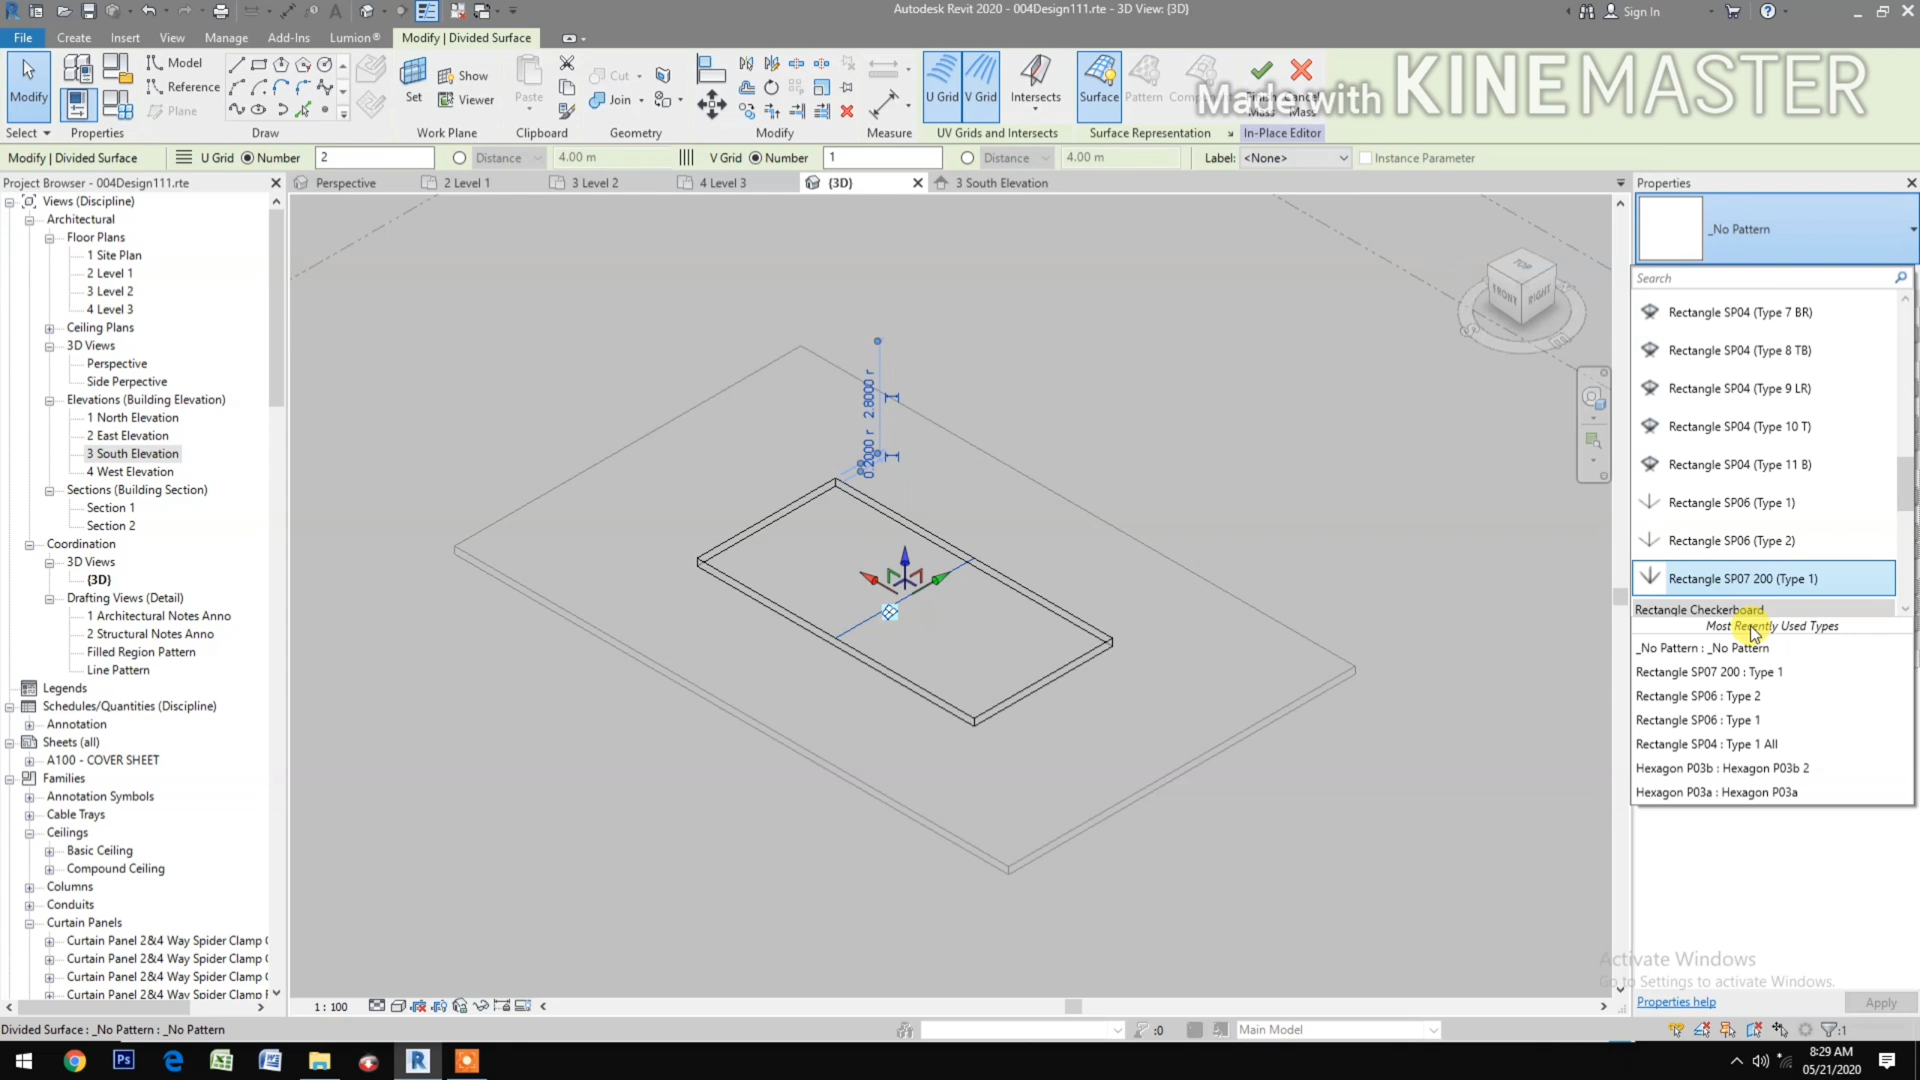 Autodesk Revit 2020 - 004Design111.rte - 3D View: {3D}
Sign In
File Create Insert View Manage Add-Ins Lumion® Modify | Divided Surface
Modify
Model
Reference
Plane
Set
Show
Viewer
Paste
Cut
Join
U Grid V Grid Intersects Surface Pattern
Finish Mass
Cancel Mass
Made with KINEMASTER
Select Properties Draw Work Plane Clipboard Geometry Modify Measure UV Grids and Intersects Surface Representation In-Place Editor
Modify | Divided Surface U Grid Number 2 Distance 4.00 m V Grid Number 1 Distance 4.00 m Label: <None> Instance Parameter
Project Browser - 004Design111.rte
Perspective 2 Level 1 3 Level 2 4 Level 3 {3D} 3 South Elevation
Properties
Views (Discipline)
Architectural
Floor Plans
1 Site Plan
2 Level 1
3 Level 2
4 Level 3
Ceiling Plans
3D Views
Perspective
Side Perpective
Elevations (Building Elevation)
1 North Elevation
2 East Elevation
3 South Elevation
4 West Elevation
Sections (Building Section)
Section 1
Section 2
Coordination
3D Views
{3D}
Drafting Views (Detail)
1 Architectural Notes Anno
2 Structural Notes Anno
Filled Region Pattern
Line Pattern
Legends
Schedules/Quantities (Discipline)
Annotation
Sheets (all)
A100 - COVER SHEET
Families
Annotation Symbols
Cable Trays
Ceilings
Basic Ceiling
Compound Ceiling
Columns
Conduits
Curtain Panels
Curtain Panel 2&4 Way Spider Clamp
Curtain Panel 2&4 Way Spider Clamp
Curtain Panel 2&4 Way Spider Clamp
Curtain Panel 2&4 Way Spider Clamp
2.8000 r
0.2000 r
TOP
FRONT
RIGHT
_No Pattern
Search
Rectangle SP04 (Type 7 BR)
Rectangle SP04 (Type 8 TB)
Rectangle SP04 (Type 9 LR)
Rectangle SP04 (Type 10 T)
Rectangle SP04 (Type 11 B)
Rectangle SP06 (Type 1)
Rectangle SP06 (Type 2)
Rectangle SP07 200 (Type 1)
Rectangle Checkerboard
Most Recently Used Types
_No Pattern : _No Pattern
Rectangle SP07 200 : Type 1
Rectangle SP06 : Type 2
Rectangle SP06 : Type 1
Rectangle SP04 : Type 1 All
Hexagon P03b : Hexagon P03b 2
Hexagon P03a : Hexagon P03a
Activate Windows
Go to Settings to activate Windows.
Properties help Apply
1 : 100
Divided Surface : _No Pattern : _No Pattern
:0
Main Model
:1
8:29 AM
05/21/2020